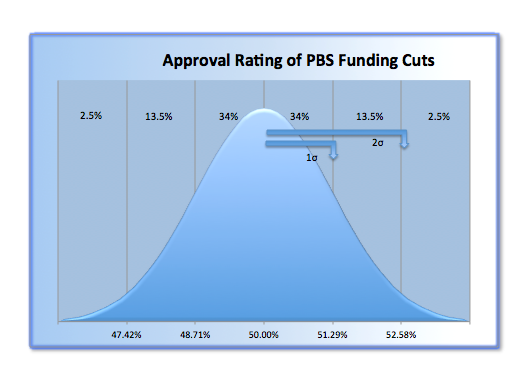 Approval Rating of PBS Funding Cuts
2.5% 13.5% 34% 34% 13.5% 2.5%
2σ
1σ
47.42% 48.71% 50.00% 51.29% 52.58%